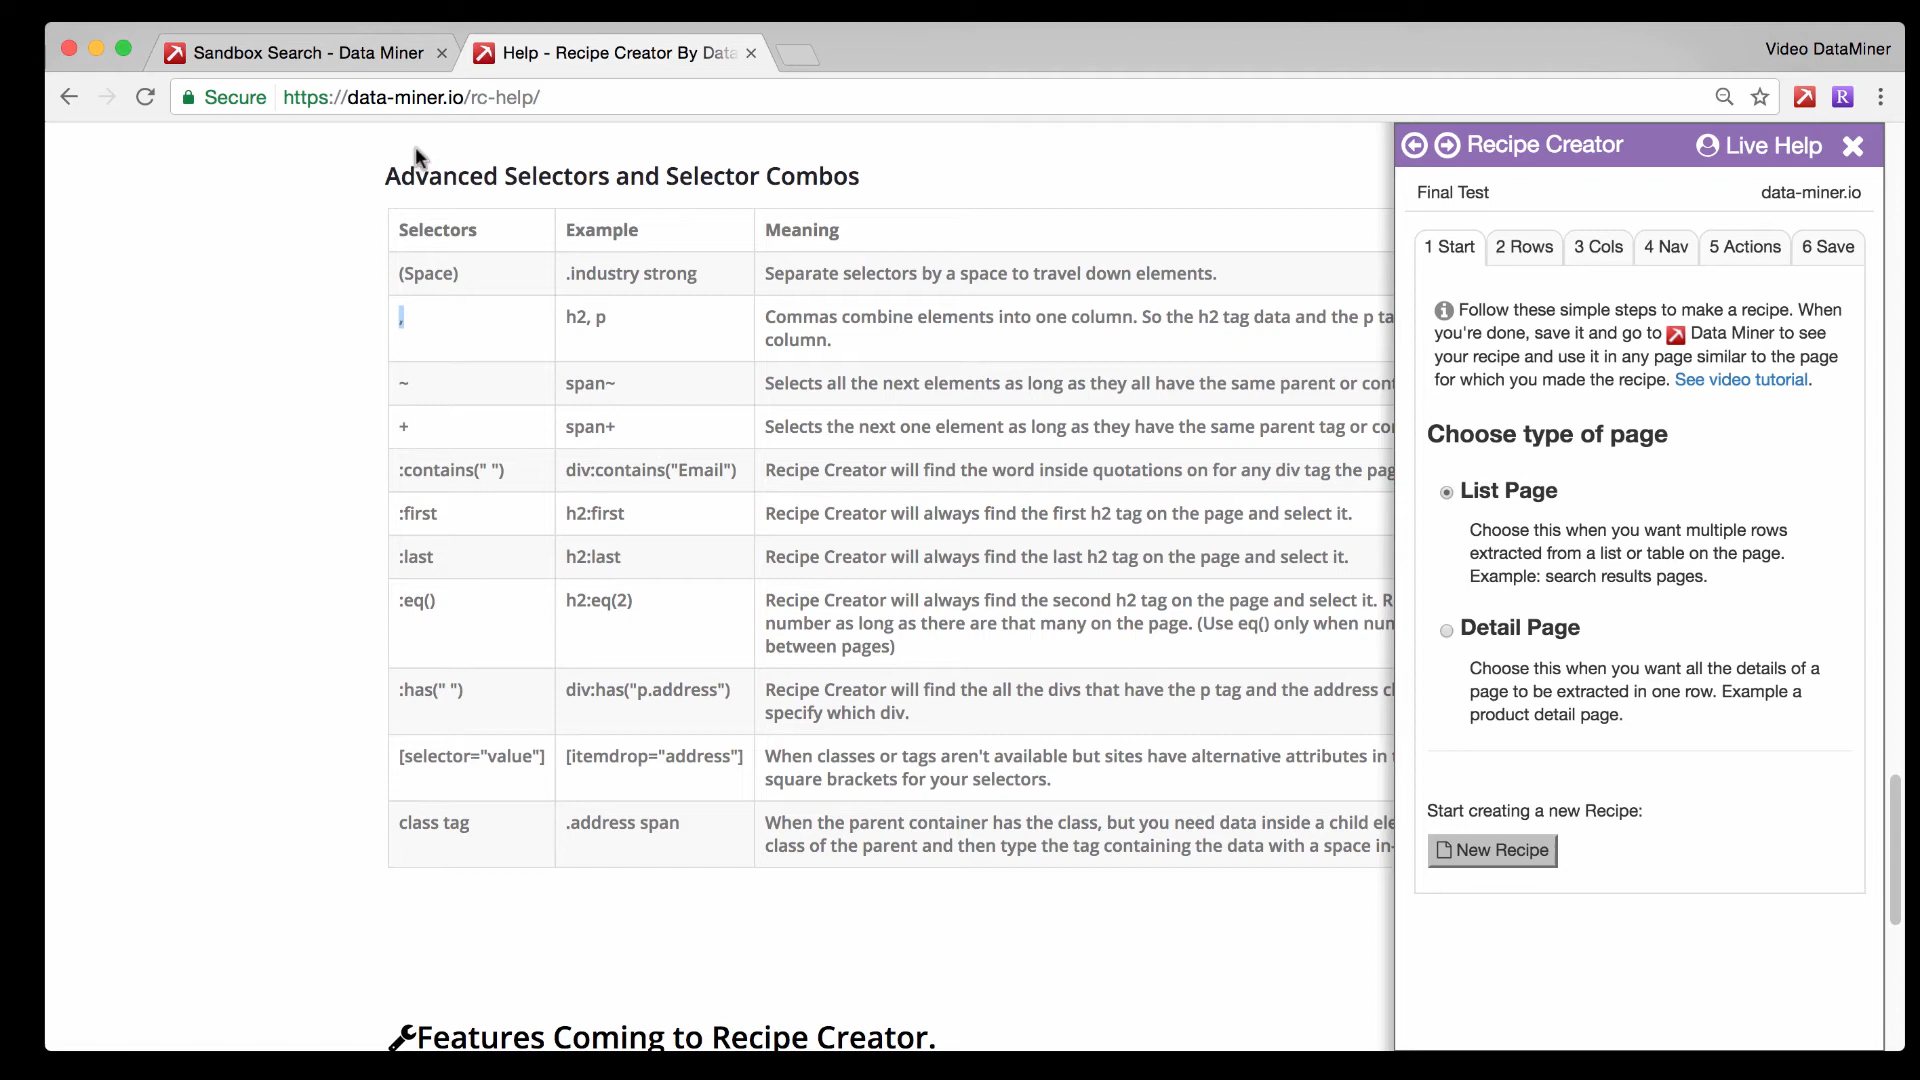 Sandbox Search - Data Miner
Help - Recipe Creator By Data
Video DataMiner
Secure
https://data-miner.io/rc-help/
R
Advanced Selectors and Selector Combos
Selectors Example Meaning
(Space) .industry strong Separate selectors by a space to travel down elements.
, h2, p Commas combine elements into one column. So the h2 tag data and the p ta
column.
~ span~ Selects all the next elements as long as they all have the same parent or con
+ span+ Selects the next one element as long as they have the same parent tag or co
:contains(" ") div:contains("Email") Recipe Creator will find the word inside quotations on for any div tag the pag
:first h2:first Recipe Creator will always find the first h2 tag on the page and select it.
:last h2:last Recipe Creator will always find the last h2 tag on the page and select it.
:eq() h2:eq(2) Recipe Creator will always find the second h2 tag on the page and select it. R
number as long as there are that many on the page. (Use eq() only when num
between pages)
:has(" ") div:has("p.address") Recipe Creator will find the all the divs that have the p tag and the address cl
specify which div.
[selector="value"] [itemdrop="address"] When classes or tags aren't available but sites have alternative attributes in
square brackets for your selectors.
class tag .address span When the parent container has the class, but you need data inside a child ele
class of the parent and then type the tag containing the data with a space in-
Features Coming to Recipe Creator.
Recipe Creator
Live Help
Final Test
data-miner.io
1 Start 2 Rows 3 Cols 4 Nav 5 Actions 6 Save
Follow these simple steps to make a recipe. When
you're done, save it and go to Data Miner to see
your recipe and use it in any page similar to the page
for which you made the recipe. See video tutorial.
Choose type of page
List Page
Choose this when you want multiple rows
extracted from a list or table on the page.
Example: search results pages.
Detail Page
Choose this when you want all the details of a
page to be extracted in one row. Example a
product detail page.
Start creating a new Recipe:
New Recipe